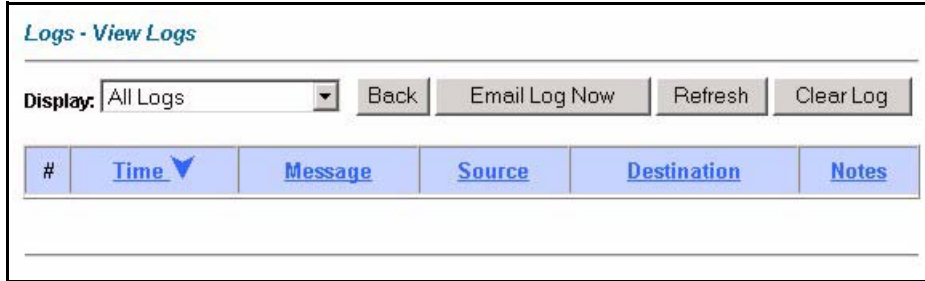 Logs - View Logs
Display: All Logs Back Email Log Now Refresh Clear Log
# Time Message Source Destination Notes